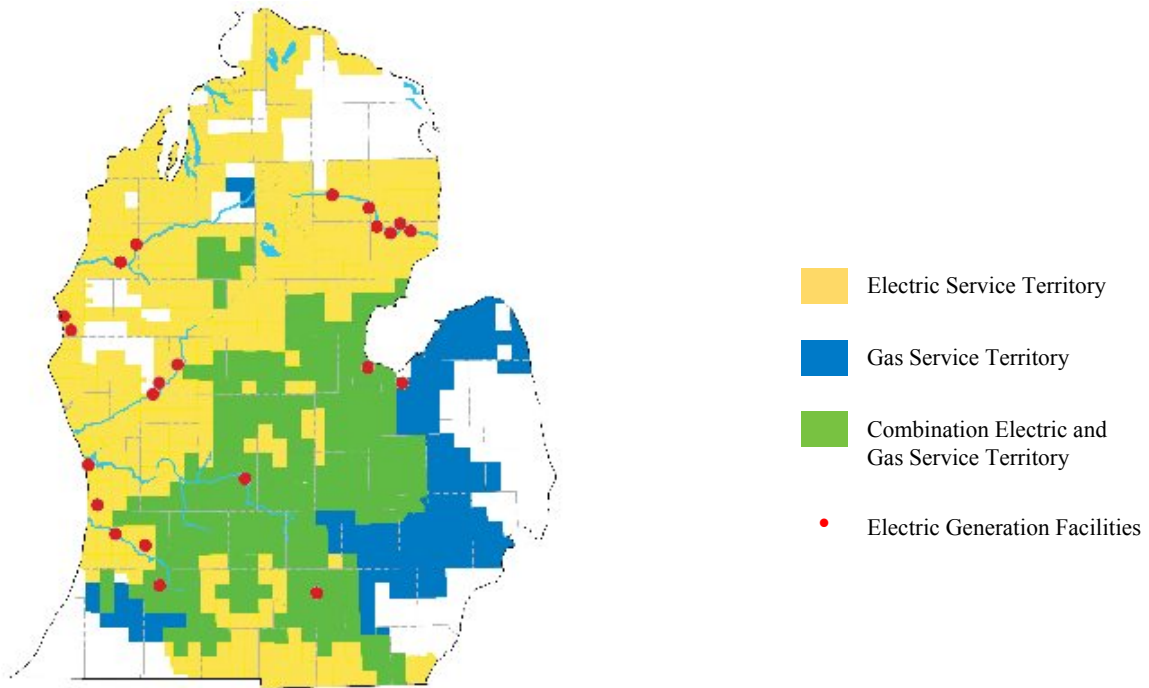 Electric Service Territory
Gas Service Territory
Combination Electric and
Gas Service Territory
Electric Generation Facilities